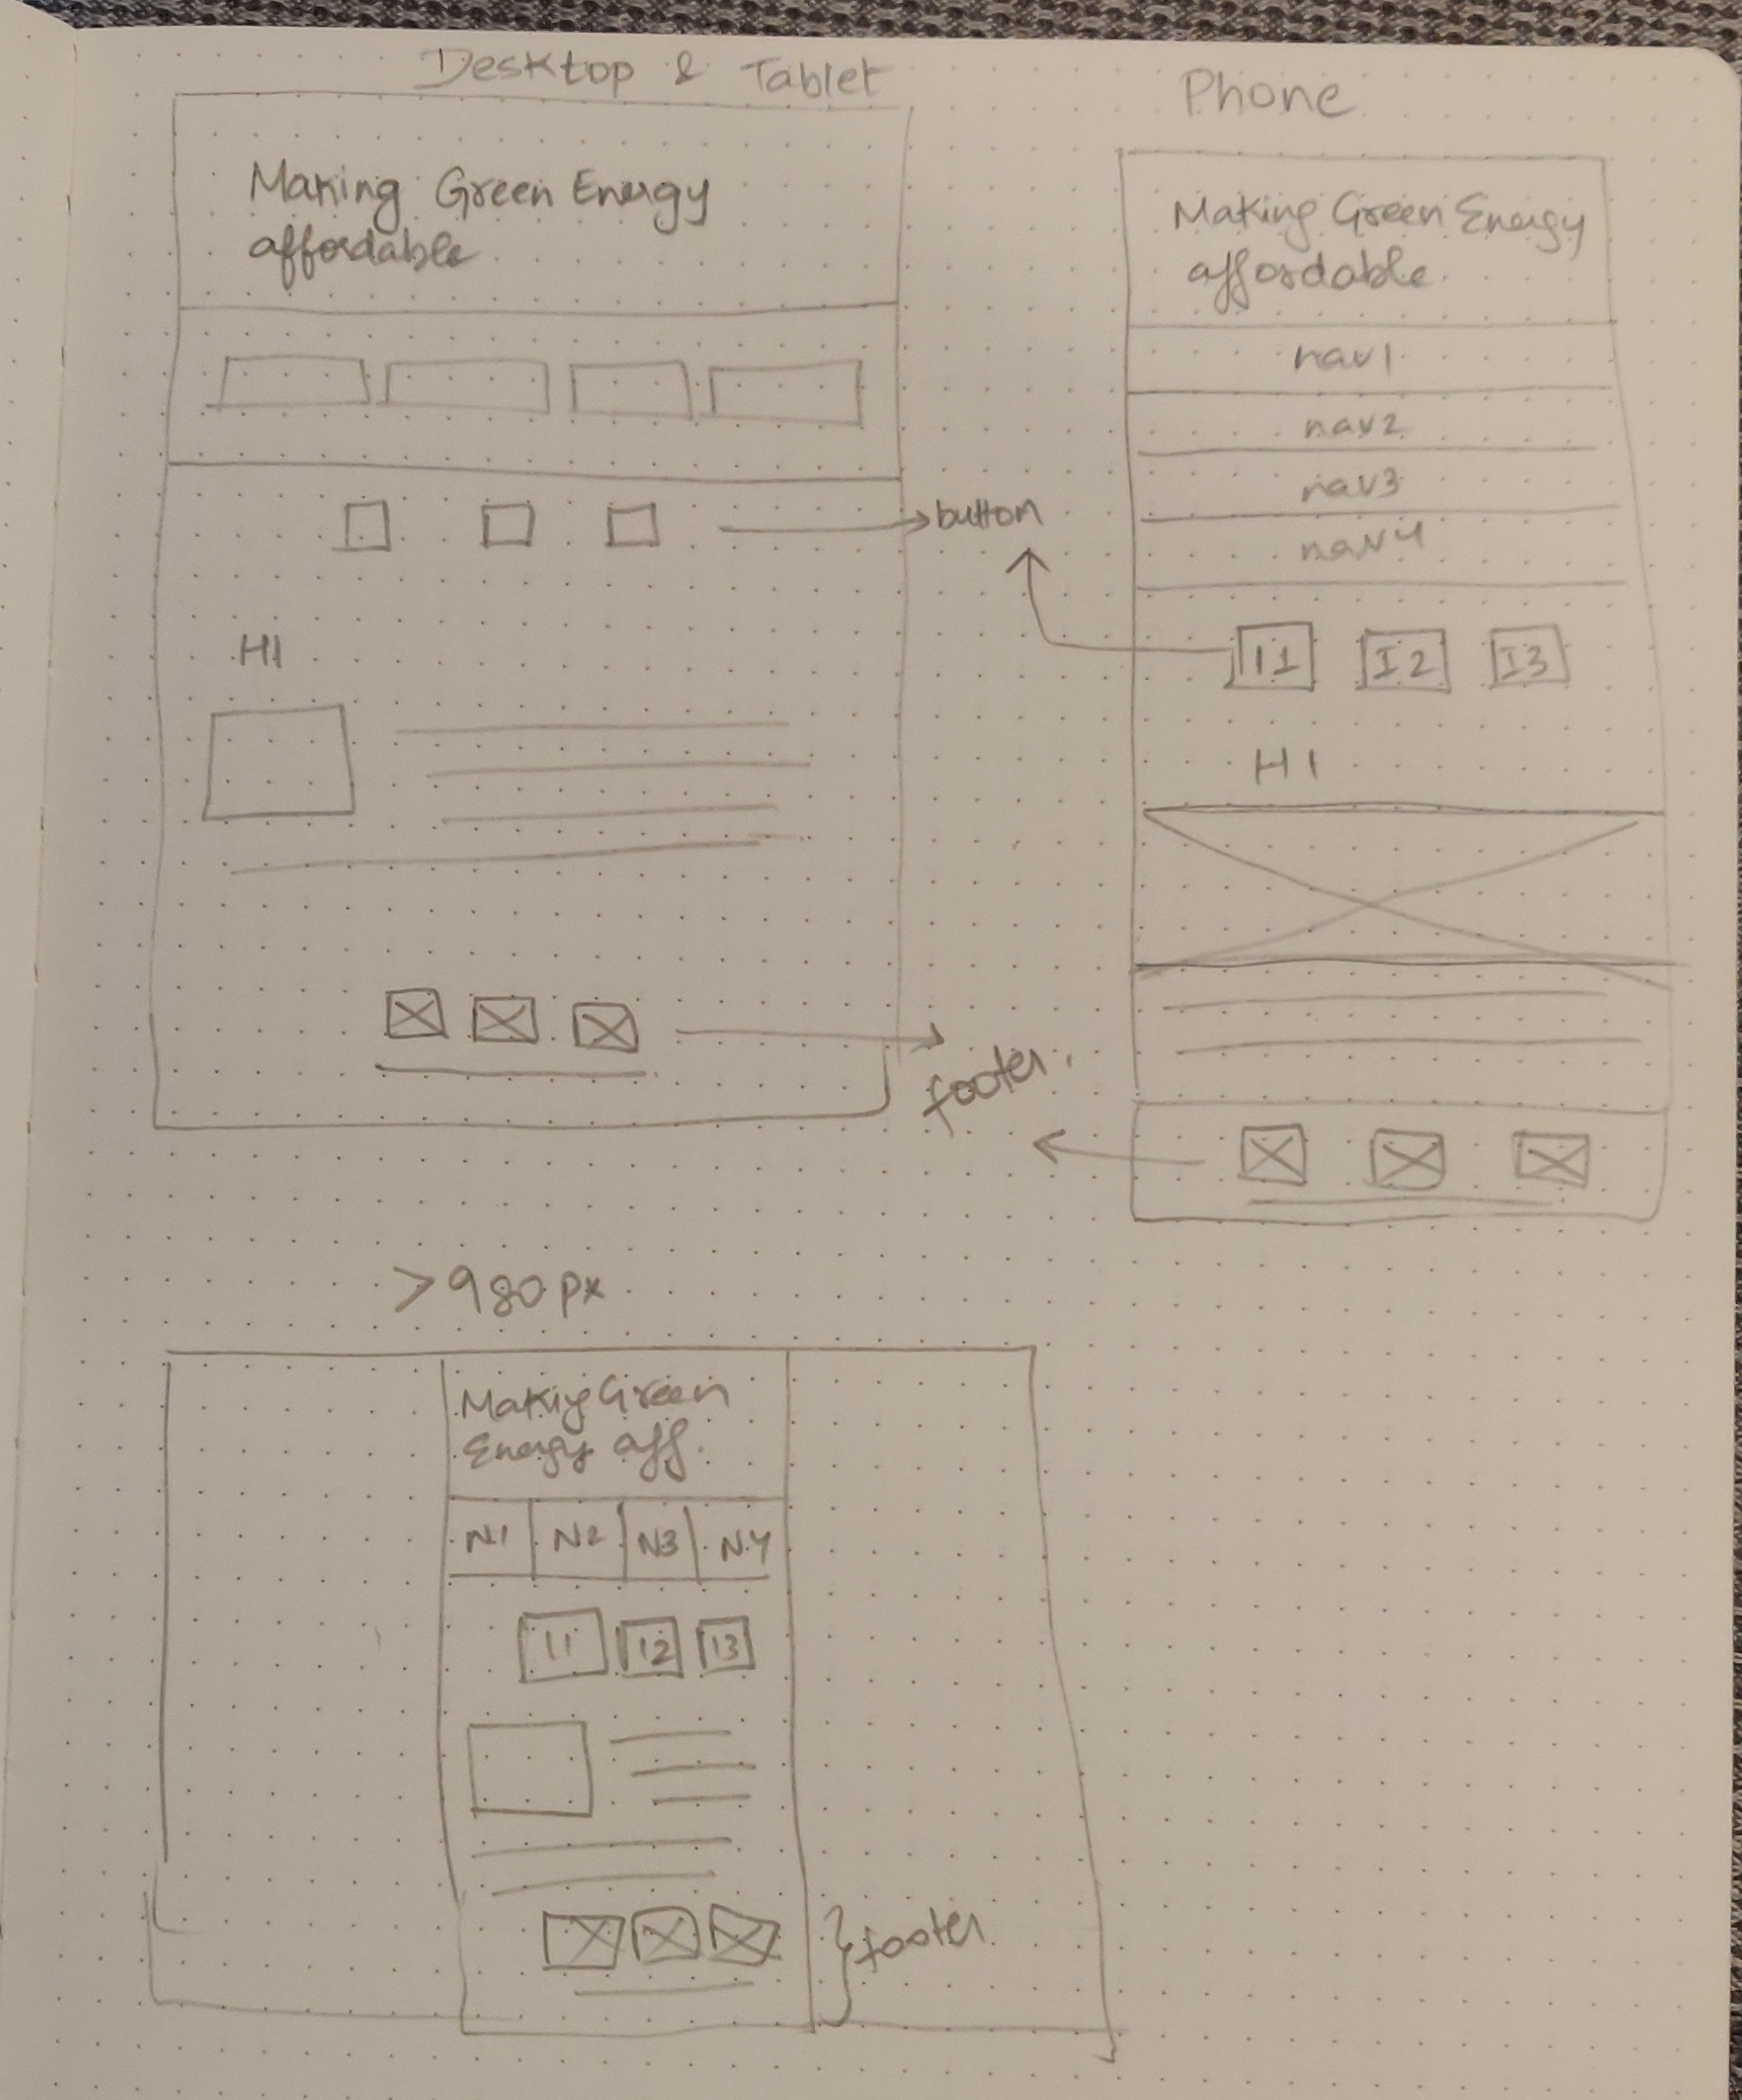 Desktop & Tablet
Making Green Energy
affordable
button
H1
footer.
Phone
Making Green Energy
affordable.
nav1
nav2
nav3
nav4
I1 I2 I3
H1
>980px
Making Green
Energy aff.
N1 N2 N3 N4
I1 I2 I3
footer